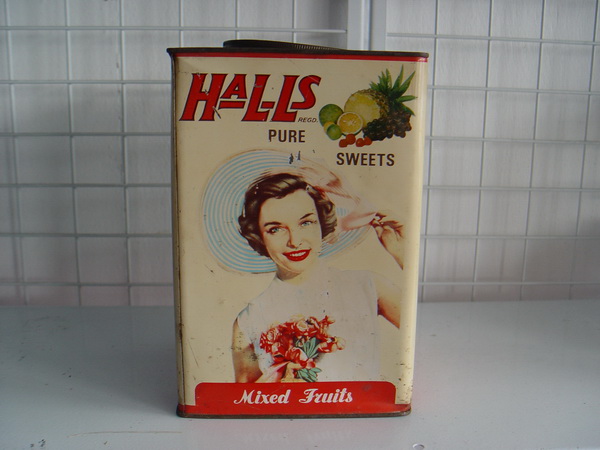 HALLS
REGD.
PURE
SWEETS
Mixed Fruits